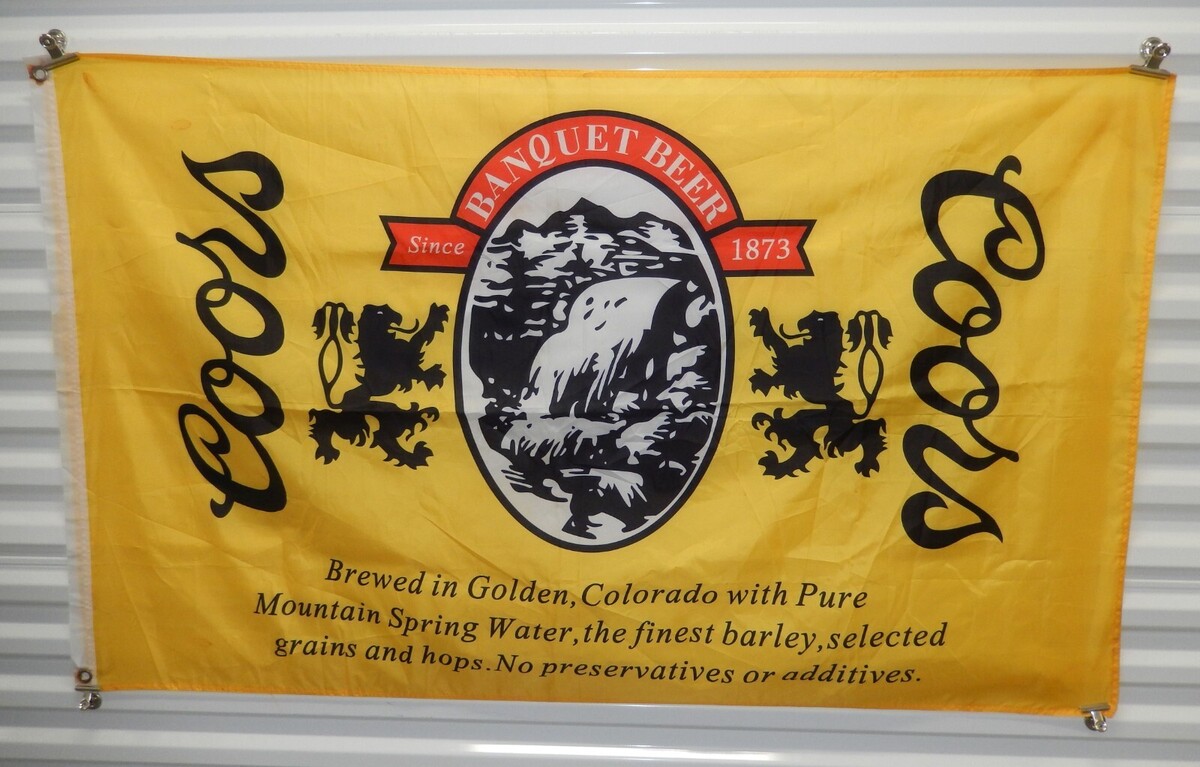 BANQUET BEER
Since 1873
Coors
Coors
Brewed in Golden, Colorado with Pure
Mountain Spring Water, the finest barley, selected
grains and hops. No preservatives or additives.